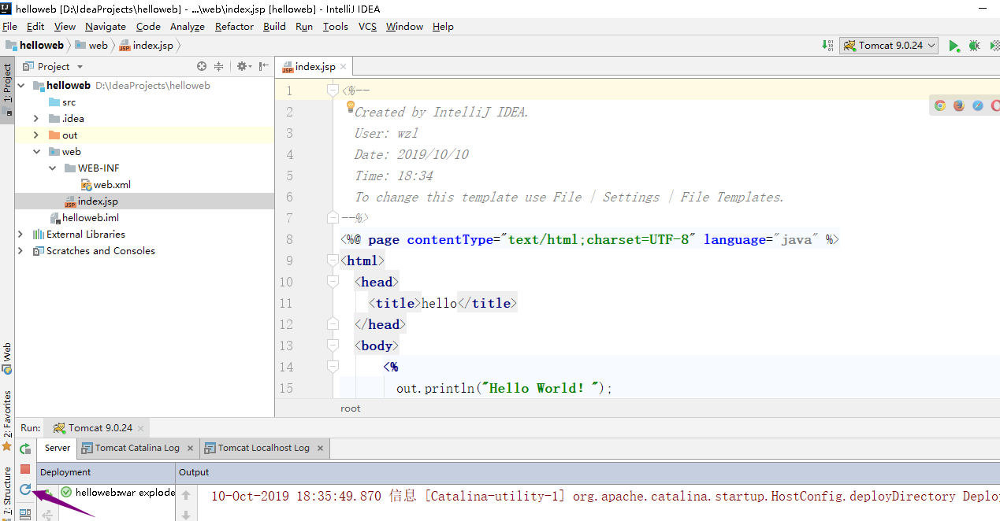 helloweb [D:\IdeaProjects\helloweb] - ...\web\index.jsp [helloweb] - IntelliJ IDEA
File Edit View Navigate Code Analyze Refactor Build Run Tools VCS Window Help
helloweb web index.jsp Tomcat 9.0.24
1: Project
Project
helloweb D:\IdeaProjects\helloweb
src
.idea
out
web
WEB-INF
web.xml
index.jsp
helloweb.iml
External Libraries
Scratches and Consoles
index.jsp
1 <%--
2 Created by IntelliJ IDEA.
3 User: wzl
4 Date: 2019/10/10
5 Time: 18:34
6 To change this template use File | Settings | File Templates.
7 --%>
8 <%@ page contentType="text/html;charset=UTF-8" language="java" %>
9 <html>
10 <head>
11 <title>hello</title>
12 </head>
13 <body>
14 <%
15 out.println("Hello World! ");
root
Web
2: Favorites
7: Structure
Run: Tomcat 9.0.24
Server Tomcat Catalina Log Tomcat Localhost Log
Deployment Output
helloweb:war explode
10-Oct-2019 18:35:49.870 信息 [Catalina-utility-1] org.apache.catalina.startup.HostConfig.deployDirectory Deploy